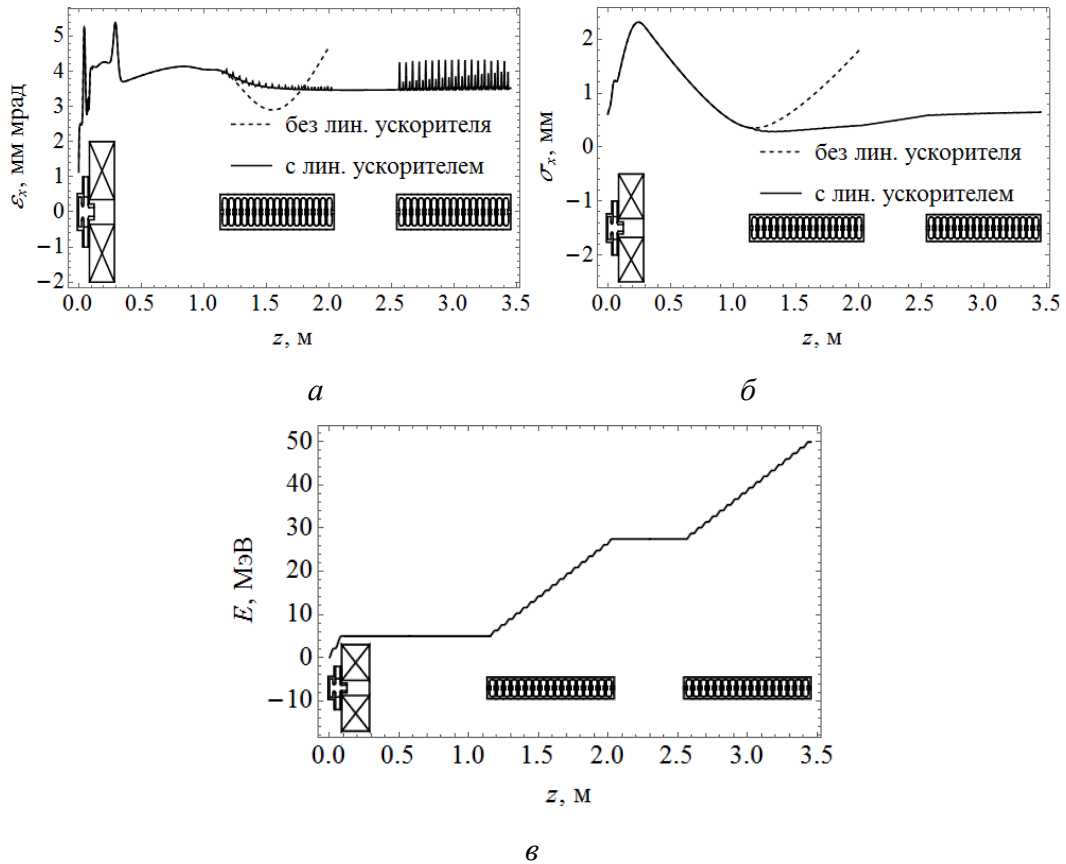 5
4
3
2
1
0
−1
−2
εx, мм мрад
без лин. ускорителя
с лин. ускорителем
0.0 0.5 1.0 1.5 2.0 2.5 3.0 3.5
z, м
а
2
1
0
−1
−2
σx, мм
без лин. ускорителя
с лин. ускорителем
0.0 0.5 1.0 1.5 2.0 2.5 3.0 3.5
z, м
б
50
40
30
20
10
0
−10
E, МэВ
0.0 0.5 1.0 1.5 2.0 2.5 3.0 3.5
z, м
в